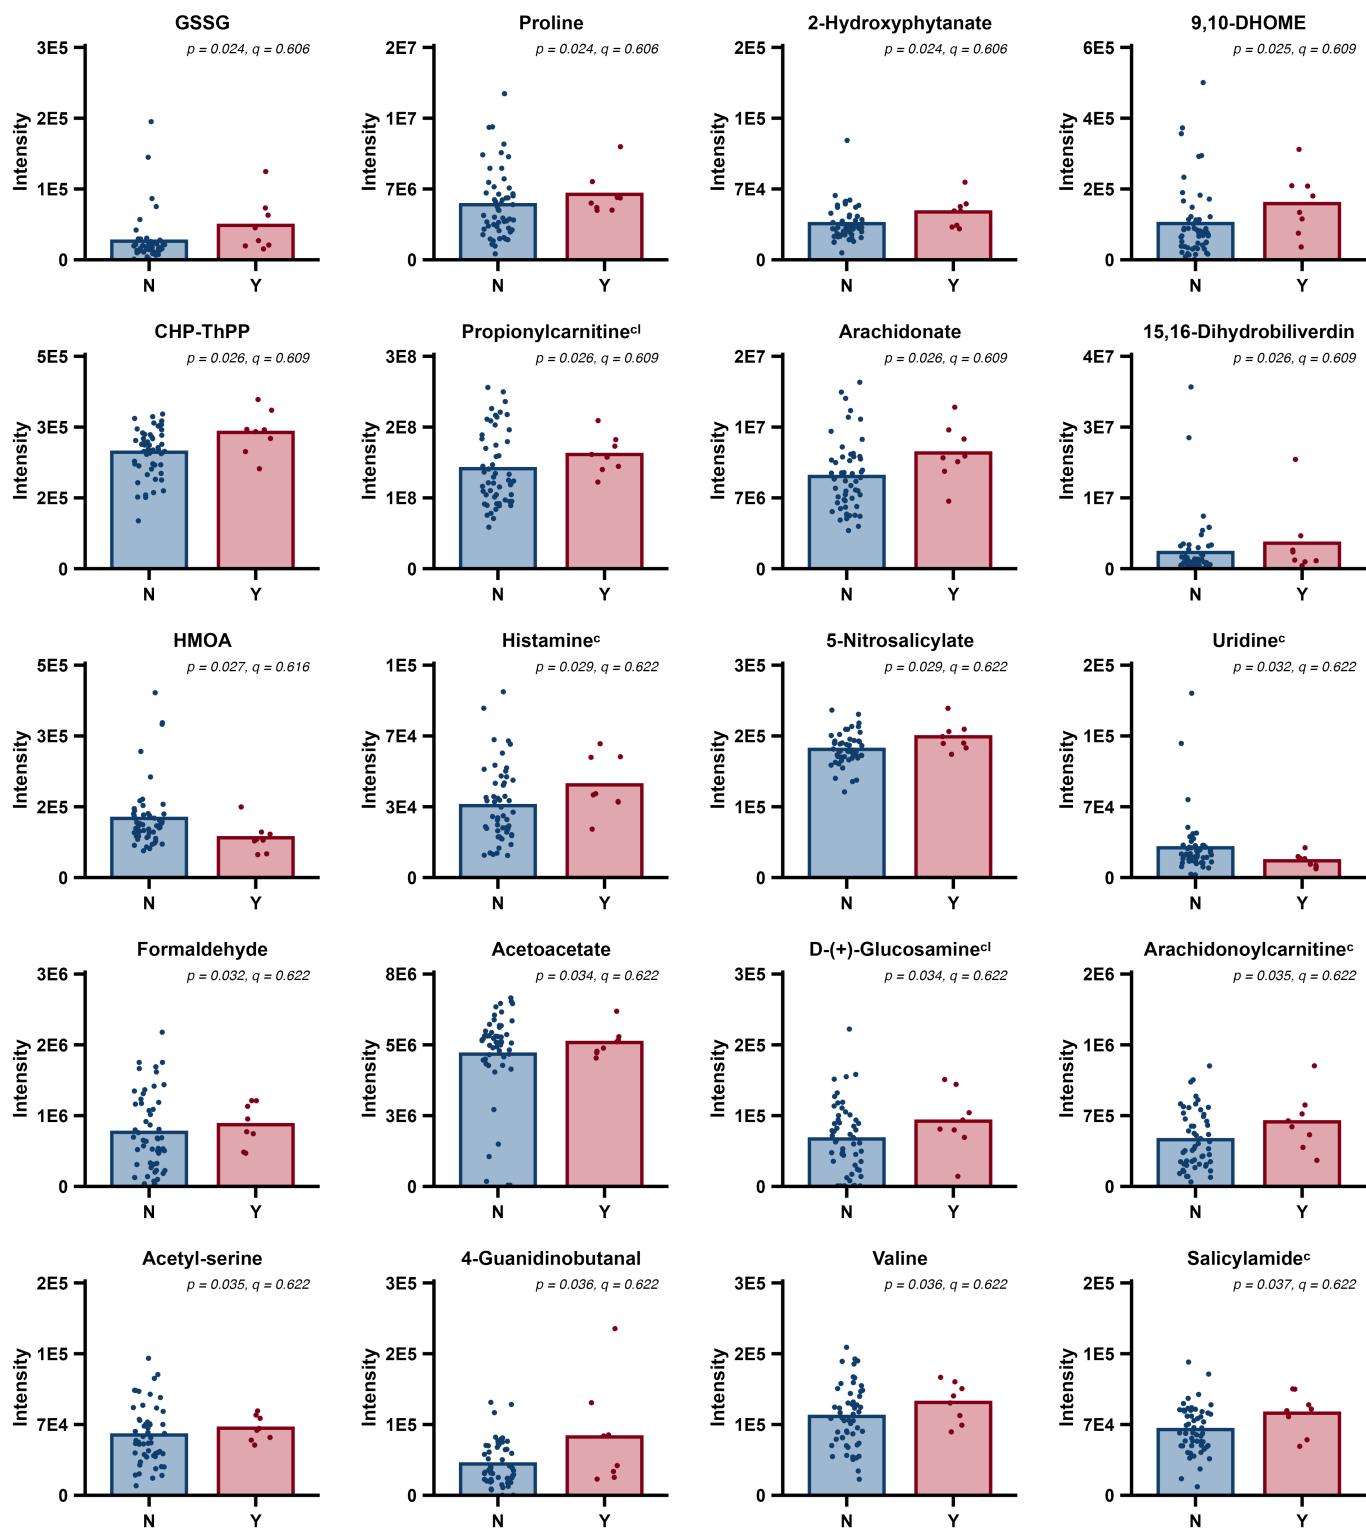 GSSG
p = 0.024, q = 0.606
3E5
2E5
1E5
0
Intensity
N Y
Proline
p = 0.024, q = 0.606
2E7
1E7
7E6
0
Intensity
N Y
2-Hydroxyphytanate
p = 0.024, q = 0.606
2E5
1E5
7E4
0
Intensity
N Y
9,10-DHOME
p = 0.025, q = 0.609
6E5
4E5
2E5
0
Intensity
N Y
CHP-ThPP
p = 0.026, q = 0.609
5E5
3E5
2E5
0
Intensity
N Y
Propionylcarnitineᶜˡ
p = 0.026, q = 0.609
3E8
2E8
1E8
0
Intensity
N Y
Arachidonate
p = 0.026, q = 0.609
2E7
1E7
7E6
0
Intensity
N Y
15,16-Dihydrobiliverdin
p = 0.026, q = 0.609
4E7
3E7
1E7
0
Intensity
N Y
HMOA
p = 0.027, q = 0.616
5E5
3E5
2E5
0
Intensity
N Y
Histamineᶜ
p = 0.029, q = 0.622
1E5
7E4
3E4
0
Intensity
N Y
5-Nitrosalicylate
p = 0.029, q = 0.622
3E5
2E5
1E5
0
Intensity
N Y
Uridineᶜ
p = 0.032, q = 0.622
2E5
1E5
7E4
0
Intensity
N Y
Formaldehyde
p = 0.032, q = 0.622
3E6
2E6
1E6
0
Intensity
N Y
Acetoacetate
p = 0.034, q = 0.622
8E6
5E6
3E6
0
Intensity
N Y
D-(+)-Glucosamineᶜˡ
p = 0.034, q = 0.622
3E5
2E5
1E5
0
Intensity
N Y
Arachidonoylcarnitineᶜ
p = 0.035, q = 0.622
2E6
1E6
7E5
0
Intensity
N Y
Acetyl-serine
p = 0.035, q = 0.622
2E5
1E5
7E4
0
Intensity
N Y
4-Guanidinobutanal
p = 0.036, q = 0.622
3E5
2E5
1E5
0
Intensity
N Y
Valine
p = 0.036, q = 0.622
3E5
2E5
1E5
0
Intensity
N Y
Salicylamideᶜ
p = 0.037, q = 0.622
2E5
1E5
7E4
0
Intensity
N Y